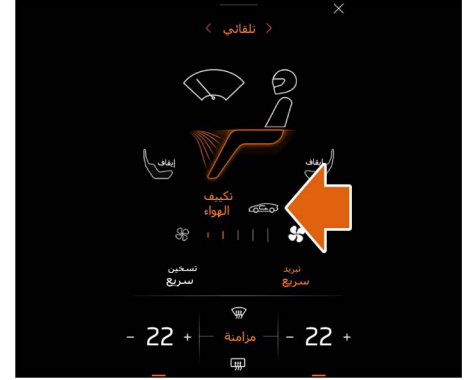 تلقائي
إيقاف
إيقاف
تكييف
الهواء
تبريد
سريع
تسخين
سريع
+ 22 -
مزامنة
+ 22 -